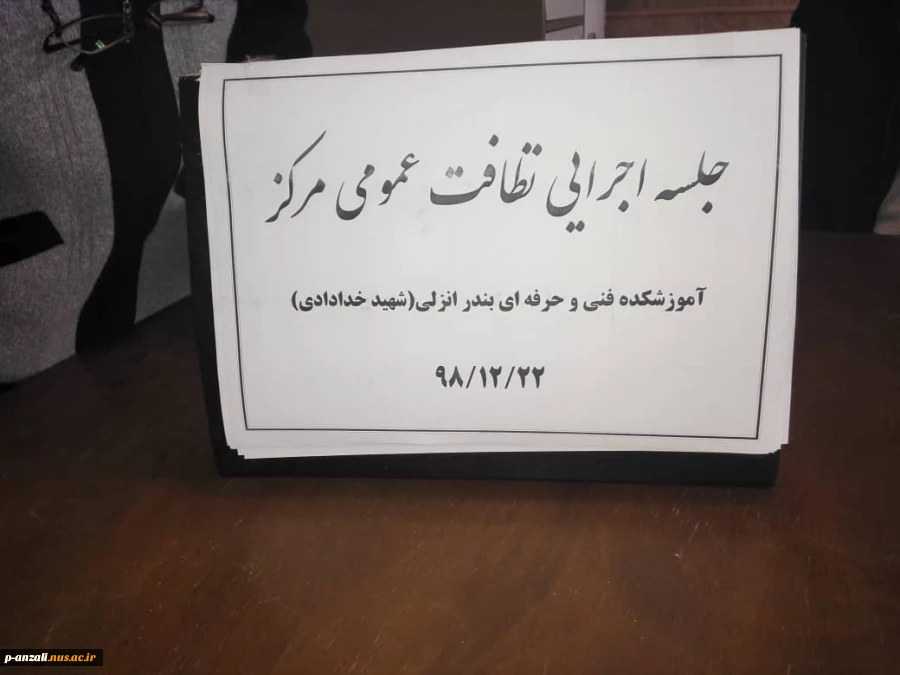 جلسه اجرایی نظافت عمومی مرکز
آموزشکده فنی و حرفه ای بندر انزلی(شهید خدادادی)
۹۸/۱۲/۲۲
p-anzali.nus.ac.ir